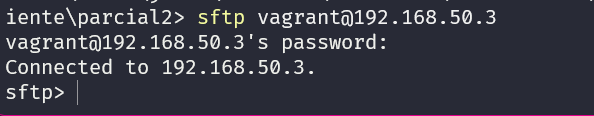 iente\parcial2> sftp vagrant@192.168.50.3
vagrant@192.168.50.3's password:
Connected to 192.168.50.3.
sftp>